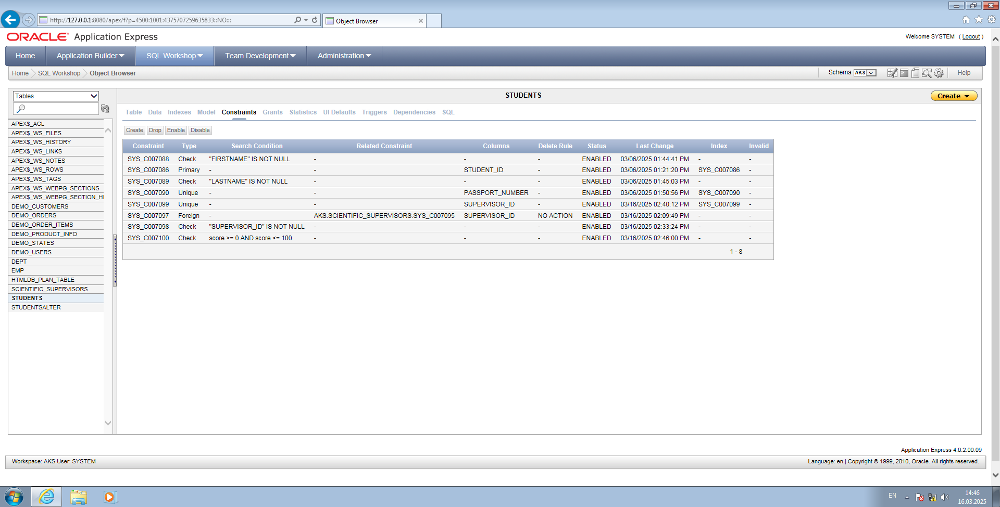 http://127.0.0.1:8080/apex/f?p=4500:1001:4375707259635833::NO:::
Object Browser
ORACLE Application Express
Welcome SYSTEM ( Logout )
Home Application Builder SQL Workshop Team Development Administration
Home SQL Workshop Object Browser
Schema AKS Help
Tables
STUDENTS
Create
Table Data Indexes Model Constraints Grants Statistics UI Defaults Triggers Dependencies SQL
Create Drop Enable Disable
APEX$_ACL
APEX$_WS_FILES
APEX$_WS_HISTORY
APEX$_WS_LINKS
APEX$_WS_NOTES
APEX$_WS_ROWS
APEX$_WS_TAGS
APEX$_WS_WEBPG_SECTIONS
APEX$_WS_WEBPG_SECTION_HI
DEMO_CUSTOMERS
DEMO_ORDERS
DEMO_ORDER_ITEMS
DEMO_PRODUCT_INFO
DEMO_STATES
DEMO_USERS
DEPT
EMP
HTMLDB_PLAN_TABLE
SCIENTIFIC_SUPERVISORS
STUDENTS
STUDENTSALTER
Constraint Type Search Condition Related Constraint Columns Delete Rule Status Last Change Index Invalid
SYS_C007088 Check "FIRSTNAME" IS NOT NULL - - - ENABLED 03/06/2025 01:44:41 PM - -
SYS_C007086 Primary - - STUDENT_ID - ENABLED 03/06/2025 01:21:20 PM SYS_C007086 -
SYS_C007089 Check "LASTNAME" IS NOT NULL - - - ENABLED 03/06/2025 01:45:03 PM - -
SYS_C007090 Unique - - PASSPORT_NUMBER - ENABLED 03/06/2025 01:50:56 PM SYS_C007090 -
SYS_C007099 Unique - - SUPERVISOR_ID - ENABLED 03/16/2025 02:40:12 PM SYS_C007099 -
SYS_C007097 Foreign - AKS.SCIENTIFIC_SUPERVISORS.SYS_C007095 SUPERVISOR_ID NO ACTION ENABLED 03/16/2025 02:09:49 PM - -
SYS_C007098 Check "SUPERVISOR_ID" IS NOT NULL - - - ENABLED 03/16/2025 02:33:24 PM - -
SYS_C007100 Check score >= 0 AND score <= 100 - - - ENABLED 03/16/2025 02:46:00 PM - -
1 - 8
Application Express 4.0.2.00.09
Workspace: AKS User: SYSTEM
Language: en | Copyright © 1999, 2010, Oracle. All rights reserved.
EN
14:46
16.03.2025